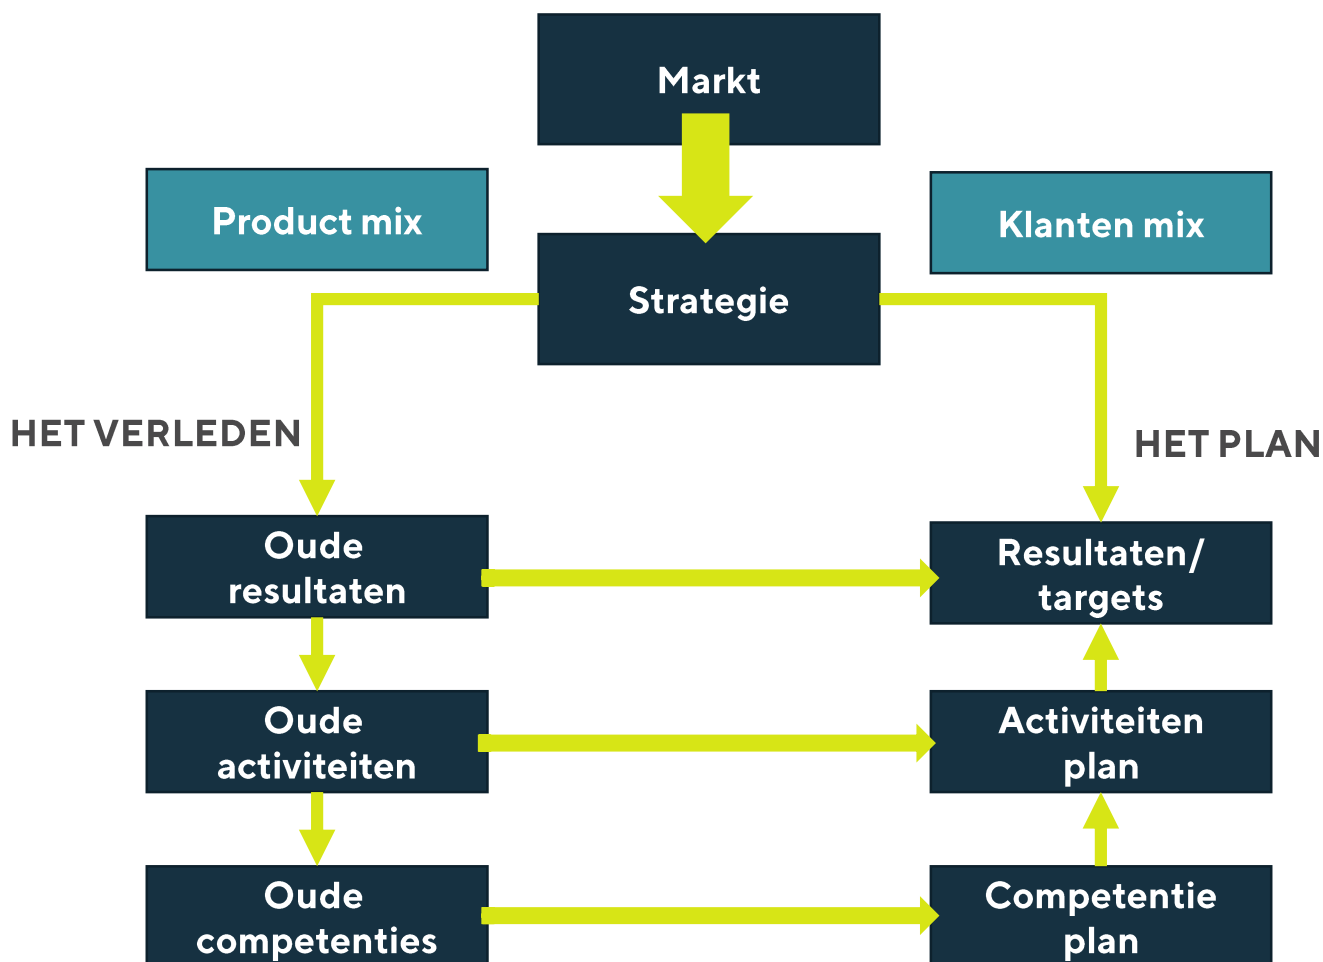 Markt
Product mix
Klanten mix
Strategie
HET VERLEDEN
HET PLAN
Oude
resultaten
Resultaten/
targets
Oude
activiteiten
Activiteiten
plan
Oude
competenties
Competentie
plan